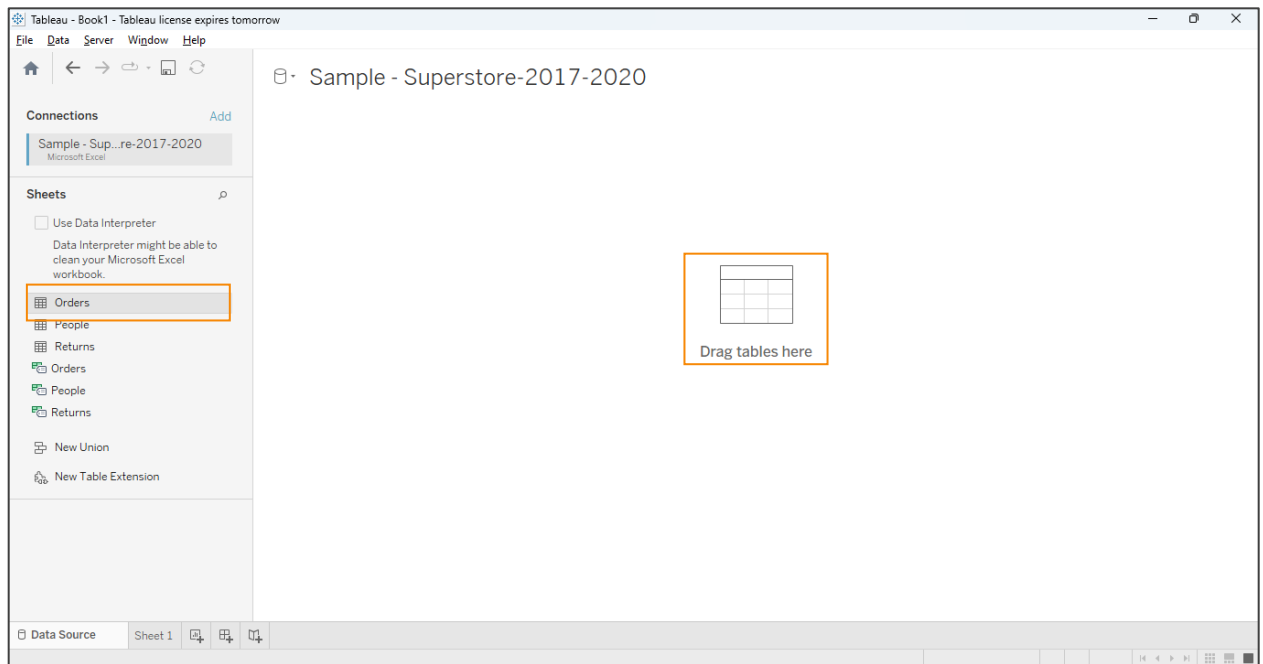 Tableau - Book1 - Tableau license expires tomorrow
File Data Server Window Help
Sample - Superstore-2017-2020
Connections Add
Sample - Sup...re-2017-2020
Microsoft Excel
Sheets
Use Data Interpreter
Data Interpreter might be able to
clean your Microsoft Excel
workbook.
Orders
People
Returns
Orders
People
Returns
New Union
New Table Extension
Drag tables here
Data Source Sheet 1